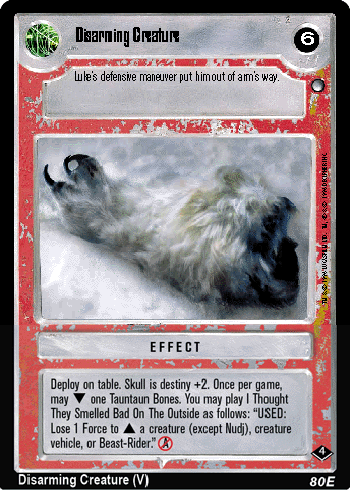 Disarming Creature
6
Luke's defensive maneuver put him out of arm's way.
EFFECT
Deploy on table. Skull is destiny +2. Once per game,
may ▼ one Tauntaun Bones. You may play I Thought
They Smelled Bad On The Outside as follows: “USED:
Lose 1 Force to ▲ a creature (except Nudj), creature
vehicle, or Beast-Rider.” A
4
Disarming Creature (V)
80E